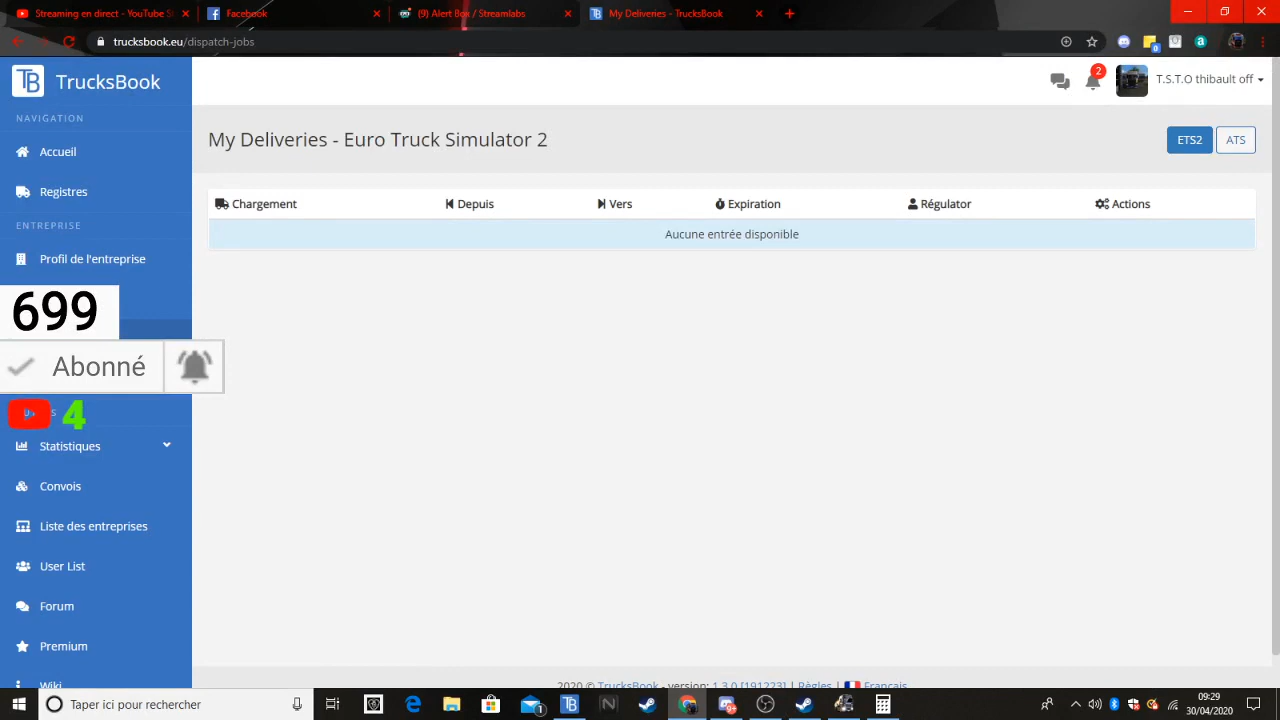 Streaming en direct - YouTube S
Facebook
(9) Alert Box / Streamlabs
My Deliveries - TrucksBook
trucksbook.eu/dispatch-jobs
TB TrucksBook
2
T.S.T.O thibault off
NAVIGATION
Accueil
Registres
ENTREPRISE
Profil de l'entreprise
My Deliveries - Euro Truck Simulator 2
ETS2
ATS
Chargement
Depuis
Vers
Expiration
Régulator
Actions
Aucune entrée disponible
699
Abonné
4
Statistiques
Convois
Liste des entreprises
User List
Forum
Premium
Wiki
2020 © TrucksBook - version: 1.3.0 [191223] | Règles | Français
Taper ici pour rechercher
09:29
30/04/2020